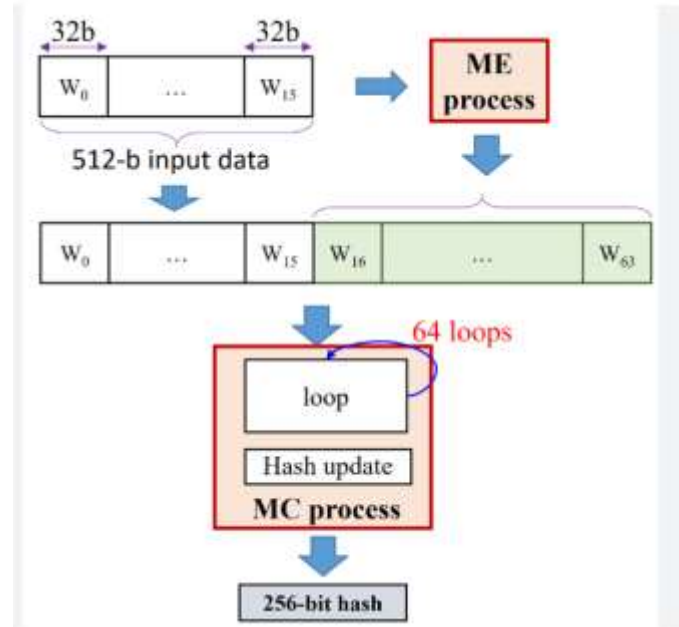 32b 32b
W0 ... W15
ME
process
512-b input data
W0 ... W15 W16 ... W63
64 loops
loop
Hash update
MC process
256-bit hash